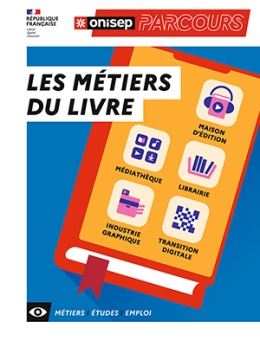 RÉPUBLIQUE
FRANÇAISE
onisep PARCOURS
LES MÉTIERS
DU LIVRE
MAISON
D'ÉDITION
MÉDIATHÈQUE
LIBRAIRIE
INDUSTRIE
GRAPHIQUE
TRANSITION
DIGITALE
MÉTIERS | ÉTUDES | EMPLOI